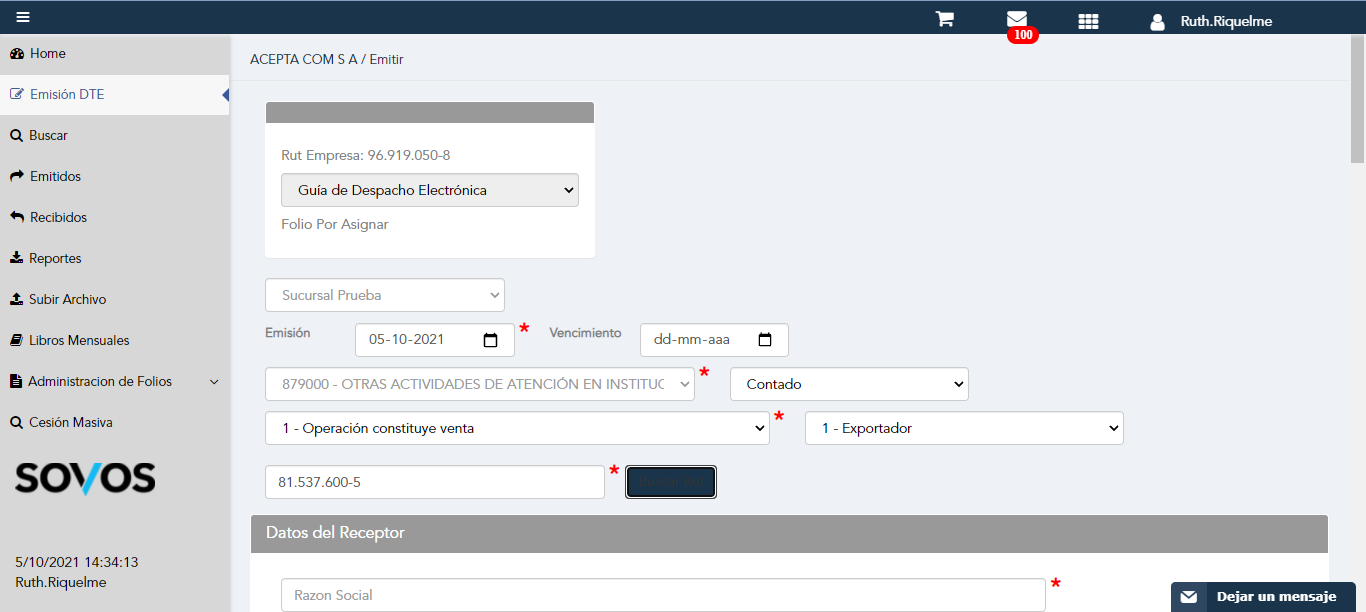 100
Ruth.Riquelme
Home
Emisión DTE
Buscar
Emitidos
Recibidos
Reportes
Subir Archivo
Libros Mensuales
Administracion de Folios
Cesión Masiva
SOVOS
5/10/2021 14:34:13
Ruth.Riquelme
ACEPTA COM S A / Emitir
Rut Empresa: 96.919.050-8
Guía de Despacho Electrónica
Folio Por Asignar
Sucursal Prueba
Emisión 05-10-2021 * Vencimiento dd-mm-aaa
879000 - OTRAS ACTIVIDADES DE ATENCIÓN EN INSTITUC * Contado
1 - Operación constituye venta * 1 - Exportador
81.537.600-5 *
Datos del Receptor
Razon Social *
Dejar un mensaje